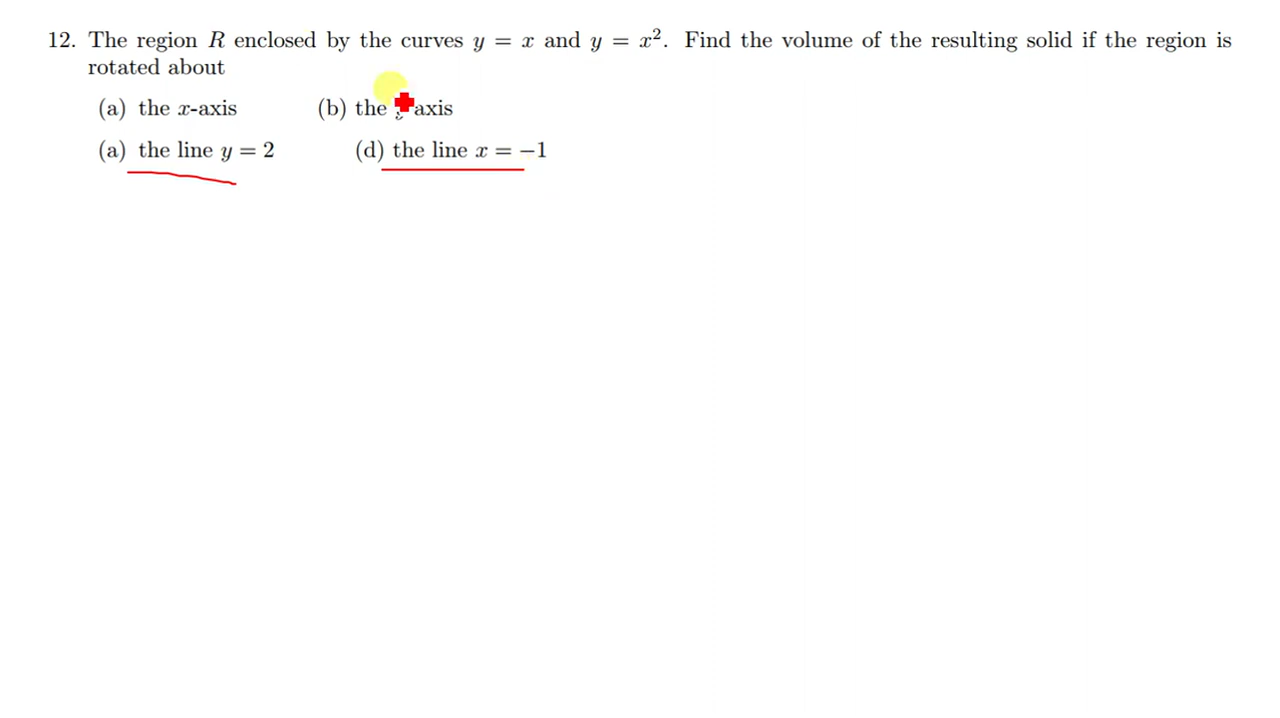 12. The region R enclosed by the curves y = x and y = x². Find the volume of the resulting solid if the region is
rotated about
(a) the x-axis (b) the axis
(a) the line y = 2 (d) the line x = −1